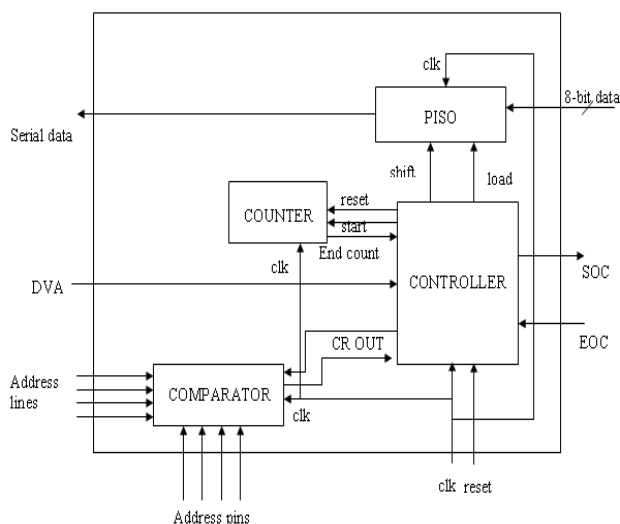 clk
8-bit data
Serial data
PISO
shift
load
reset
COUNTER
start
End count
clk
SOC
DVA
CONTROLLER
EOC
CR OUT
Address
lines
COMPARATOR
clk
clk reset
Address pins